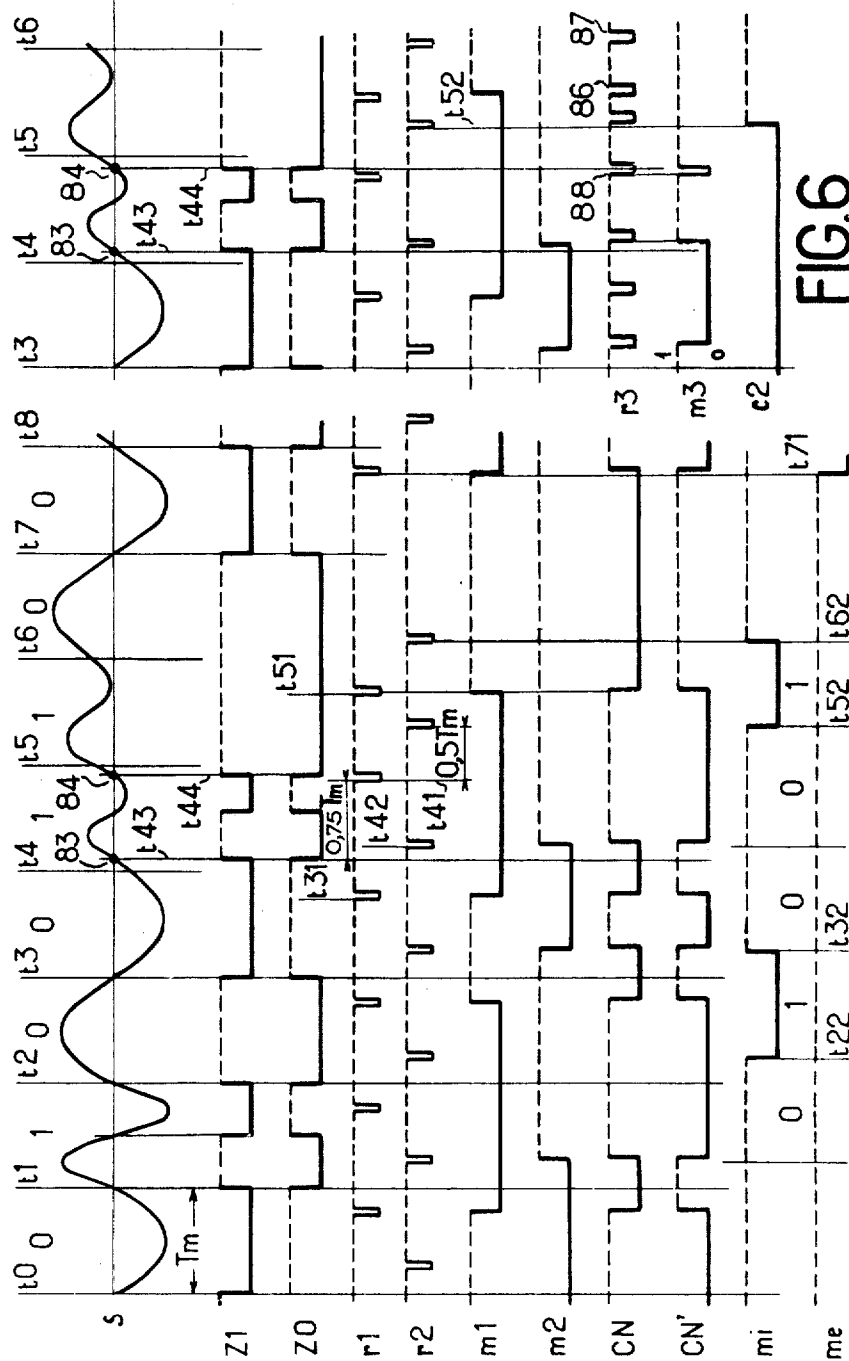 t0 t1 t2 t3 t4 t5 t6 t7 t8 t3 t4 t5 t6
0 1 0 0 1 1 0 0
83 84 83 84
s
Tm
t43 t44 t43 t44
Z1
Z0
t51
0,75 Tm
t31 t42
r1
r2
t41
0,5Tm
t52
m1
m2
CN
88 86 87
r3
CN'
m3
1
0
mi
c2
0 1 0 0 1
t22 t32 t52 t62 t71
me
FIG.6